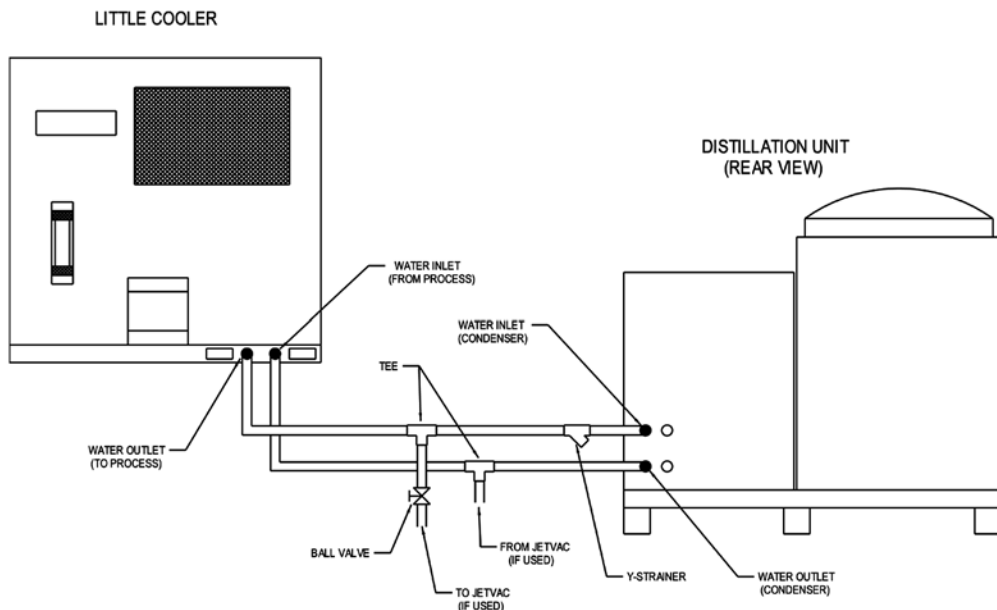 LITTLE COOLER
DISTILLATION UNIT
(REAR VIEW)
WATER INLET
(FROM PROCESS)
WATER INLET
(CONDENSER)
TEE
WATER OUTLET
(TO PROCESS)
TEE
BALL VALVE
FROM JETVAC
(IF USED)
Y-STRAINER
WATER OUTLET
(CONDENSER)
TO JETVAC
(IF USED)